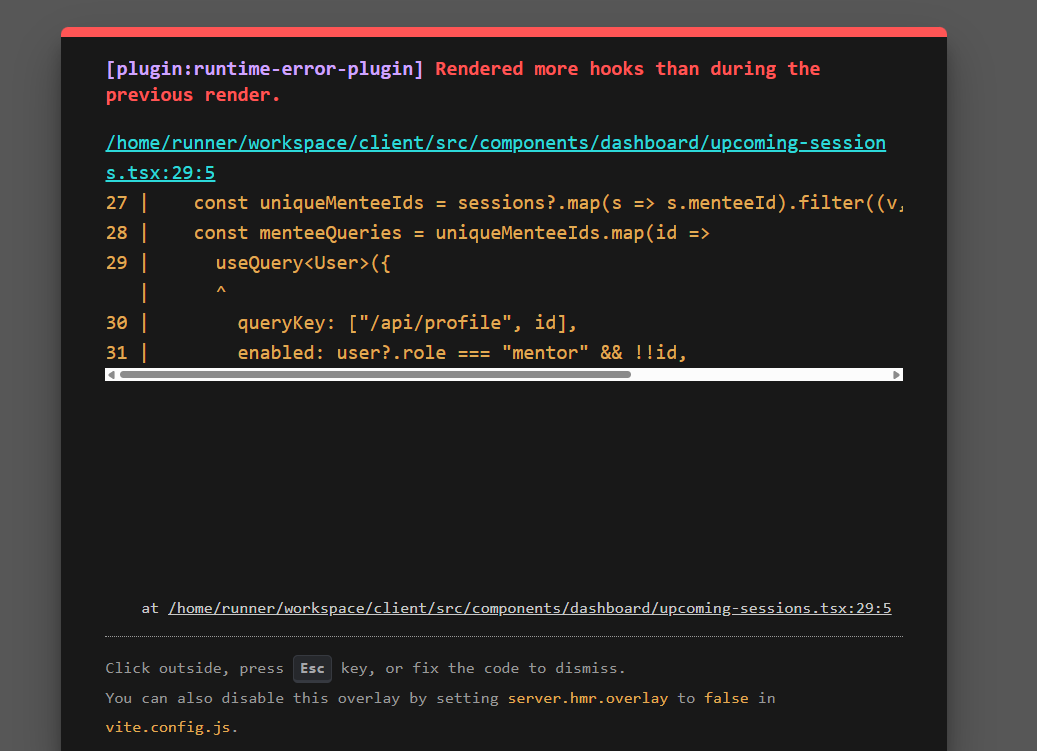 [plugin:runtime-error-plugin] Rendered more hooks than during the
previous render.
/home/runner/workspace/client/src/components/dashboard/upcoming-session
s.tsx:29:5
27 |    const uniqueMenteeIds = sessions?.map(s => s.menteeId).filter((v,
28 |    const menteeQueries = uniqueMenteeIds.map(id =>
29 |      useQuery<User>({
   |      ^
30 |        queryKey: ["/api/profile", id],
31 |        enabled: user?.role === "mentor" && !!id,
at /home/runner/workspace/client/src/components/dashboard/upcoming-sessions.tsx:29:5
Click outside, press Esc key, or fix the code to dismiss.
You can also disable this overlay by setting server.hmr.overlay to false in
vite.config.js.